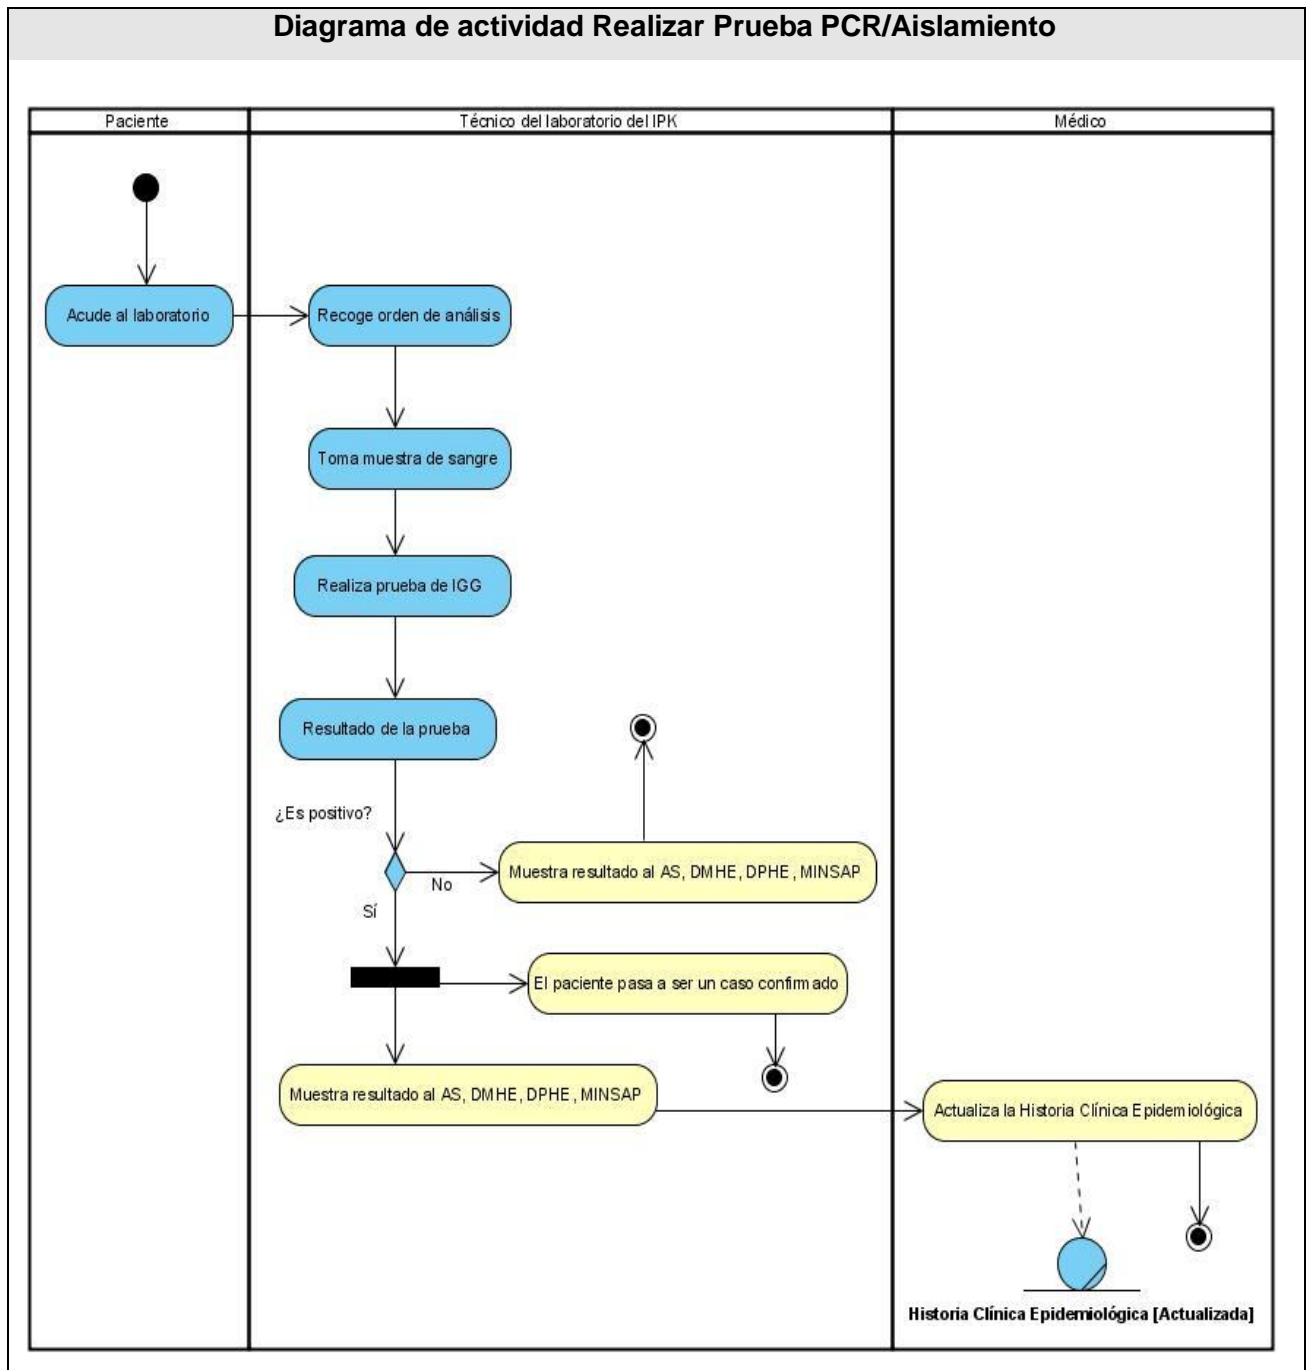 Diagrama de actividad Realizar Prueba PCR/Aislamiento
Paciente
Técnico del laboratorio del IPK
Médico
Acude al laboratorio
Recoge orden de análisis
Toma muestra de sangre
Realiza prueba de IGG
Resultado de la prueba
¿Es positivo?
No
Muestra resultado al AS, DMHE, DPHE, MINSAP
Sí
El paciente pasa a ser un caso confirmado
Muestra resultado al AS, DMHE, DPHE, MINSAP
Actualiza la Historia Clínica Epidemiológica
Historia Clínica Epidemiológica [Actualizada]